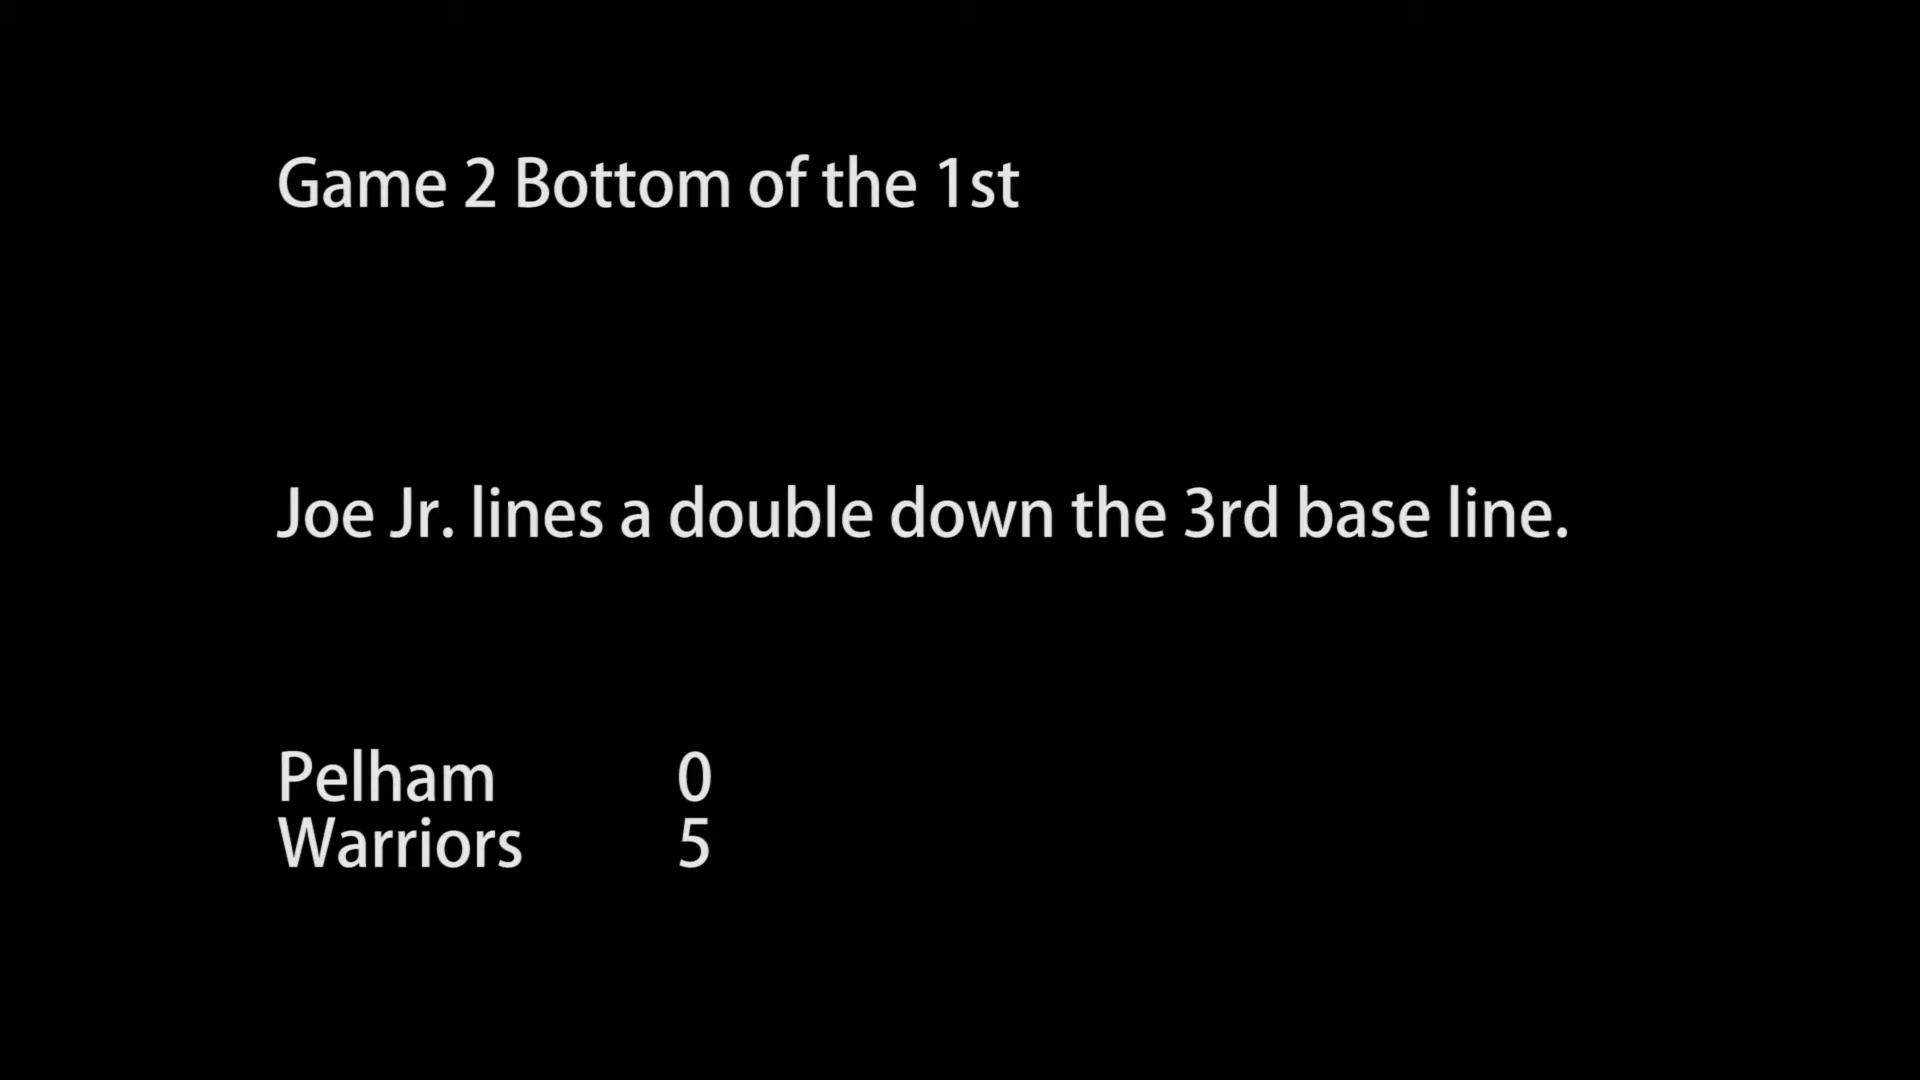 Game 2 Bottom of the 1st
Joe Jr. lines a double down the 3rd base line.
Pelham 0
Warriors 5